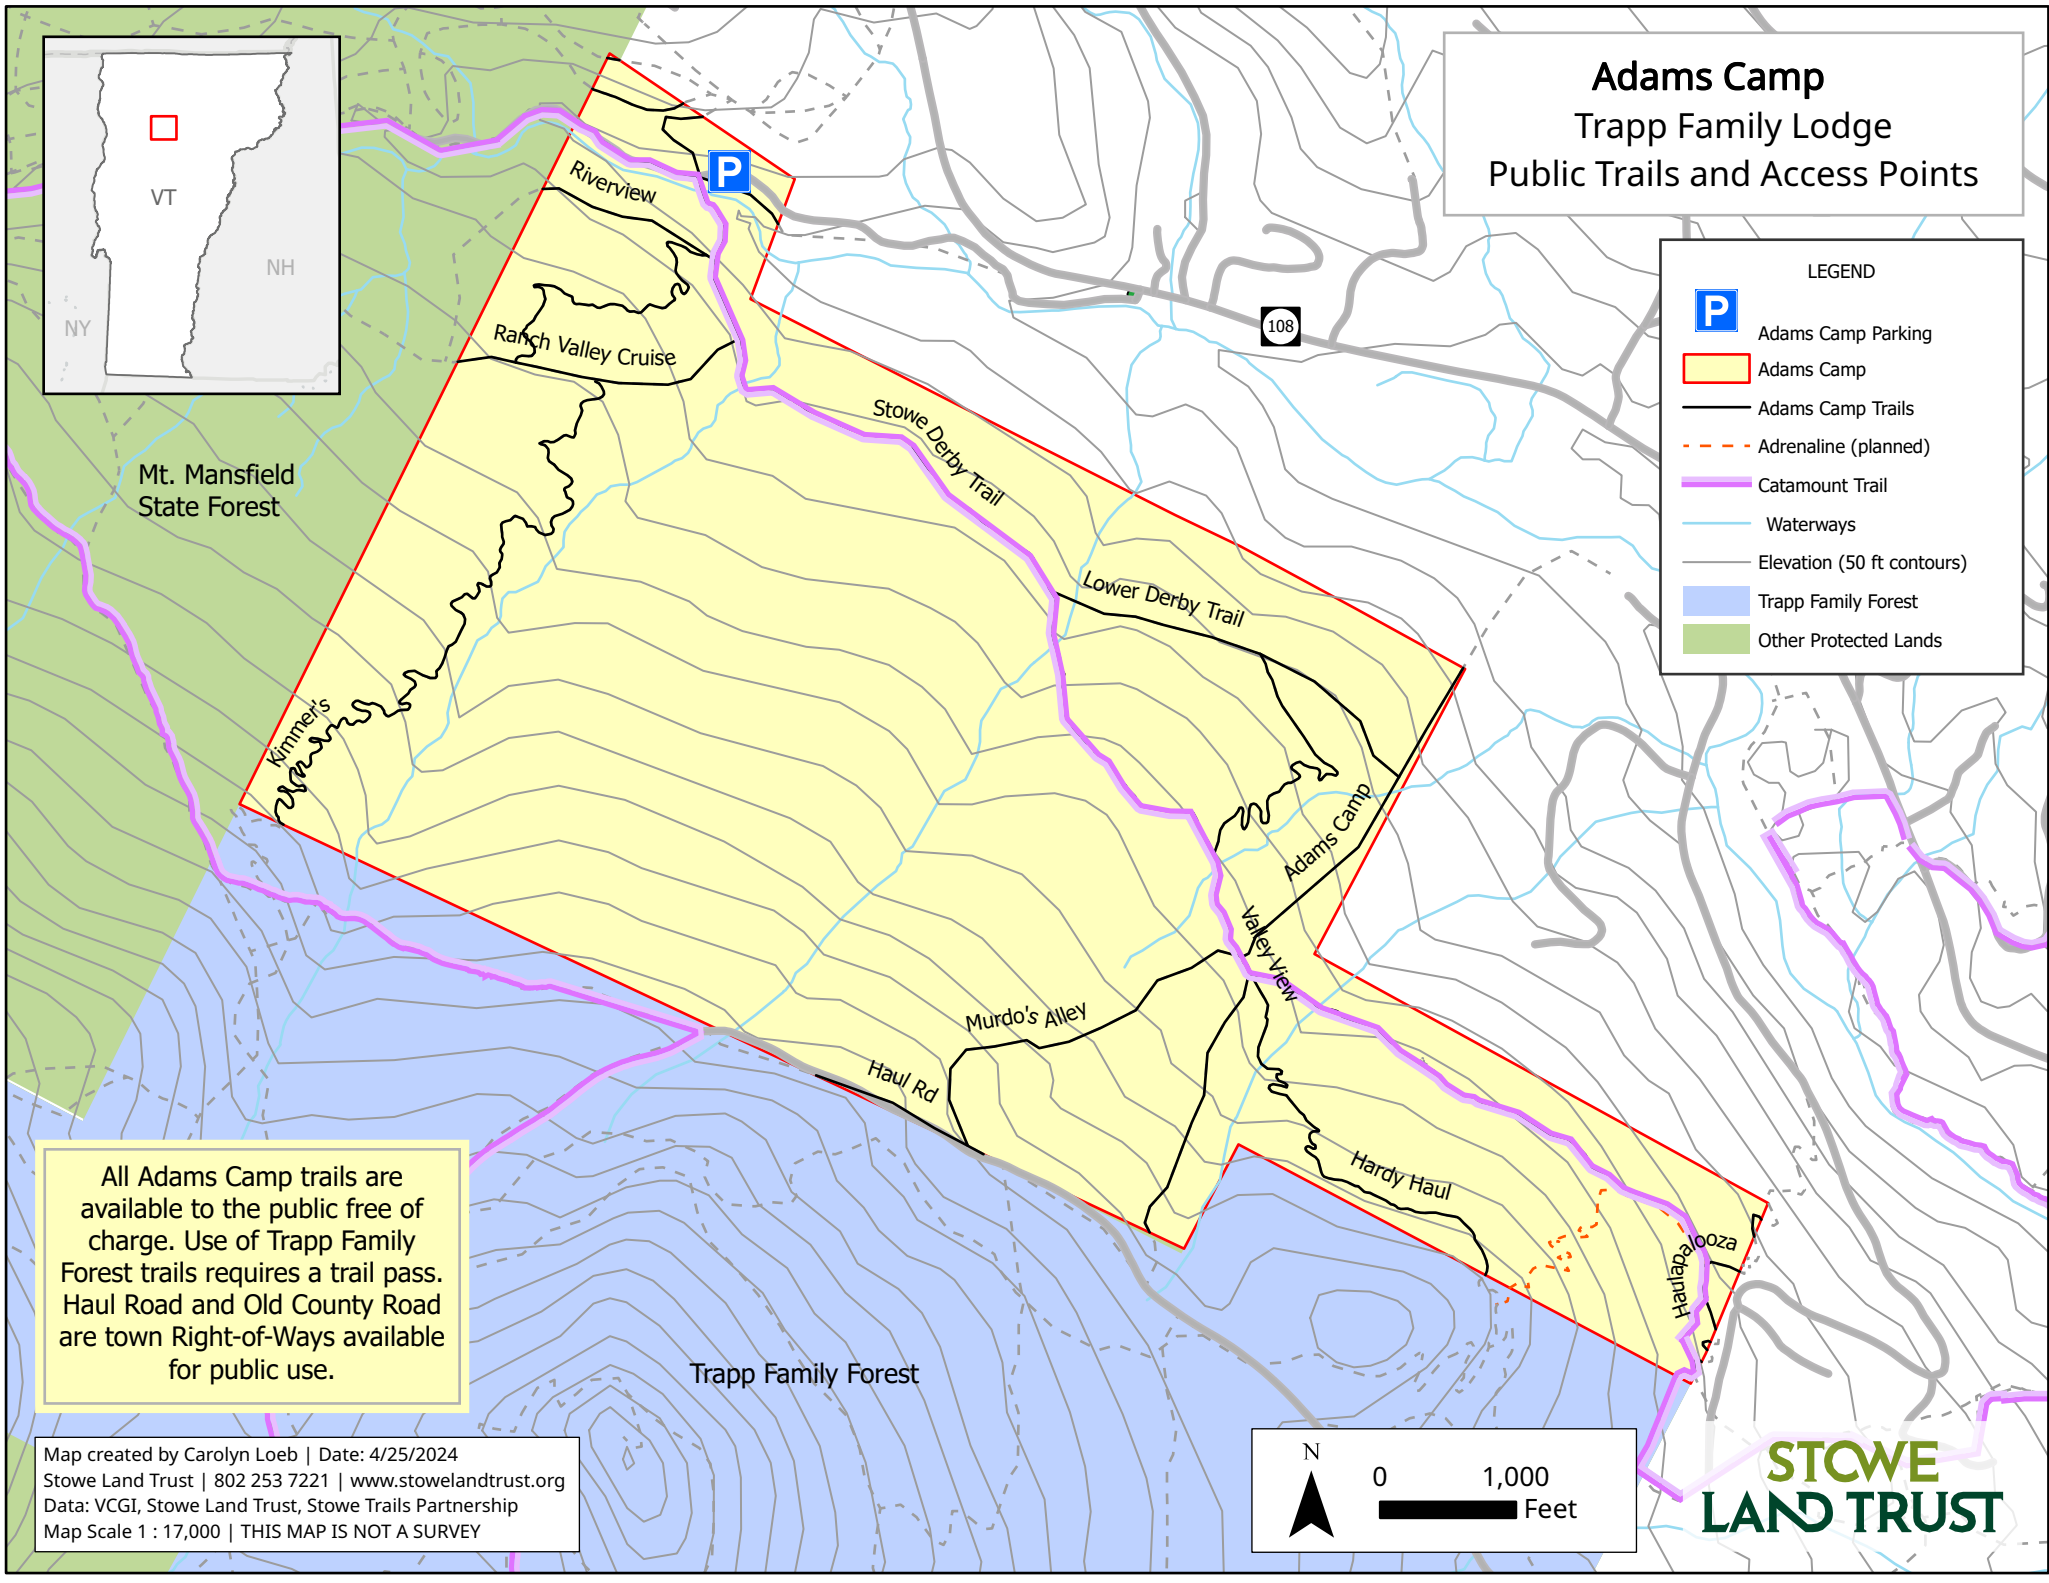 Adams Camp
Trapp Family Lodge
Public Trails and Access Points
VT
NH
NY
P
Riverview
Ranch Valley Cruise
Stowe Derby Trail
108
Mt. Mansfield
State Forest
Lower Derby Trail
Kimmer's
Adams Camp
Valley View
Murdo's Alley
Haul Rd
Hardy Haul
Haulapalooza
Trapp Family Forest
LEGEND
P
Adams Camp Parking
Adams Camp
Adams Camp Trails
Adrenaline (planned)
Catamount Trail
Waterways
Elevation (50 ft contours)
Trapp Family Forest
Other Protected Lands
All Adams Camp trails are
available to the public free of
charge. Use of Trapp Family
Forest trails requires a trail pass.
Haul Road and Old County Road
are town Right-of-Ways available
for public use.
Map created by Carolyn Loeb | Date: 4/25/2024
Stowe Land Trust | 802 253 7221 | www.stowelandtrust.org
Data: VCGI, Stowe Land Trust, Stowe Trails Partnership
Map Scale 1 : 17,000 | THIS MAP IS NOT A SURVEY
N
0 1,000
Feet
STOWE
LAND TRUST